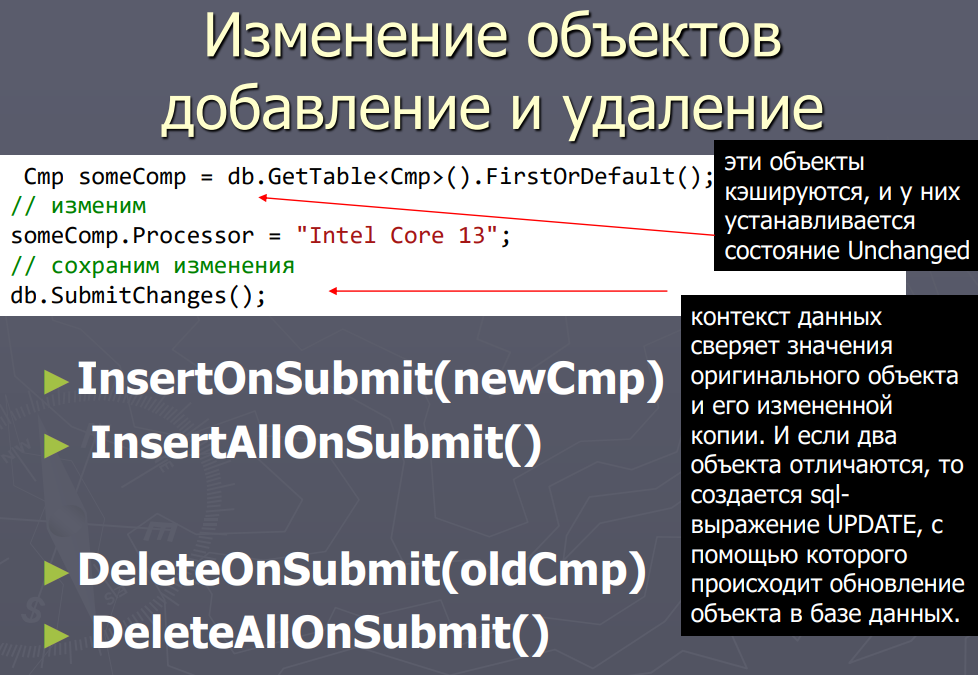 Изменение объектов
добавление и удаление
Cmp someComp = db.GetTable<Cmp>().FirstOrDefault();
// изменим
someComp.Processor = "Intel Core 13";
// сохраним изменения
db.SubmitChanges();
эти объекты
кэшируются, и у них
устанавливается
состояние Unchanged
контекст данных
сверяет значения
оригинального объекта
и его измененной
копии. И если два
объекта отличаются, то
создается sql-
выражение UPDATE, с
помощью которого
происходит обновление
объекта в базе данных.
► InsertOnSubmit(newCmp)
► InsertAllOnSubmit()
► DeleteOnSubmit(oldCmp)
► DeleteAllOnSubmit()